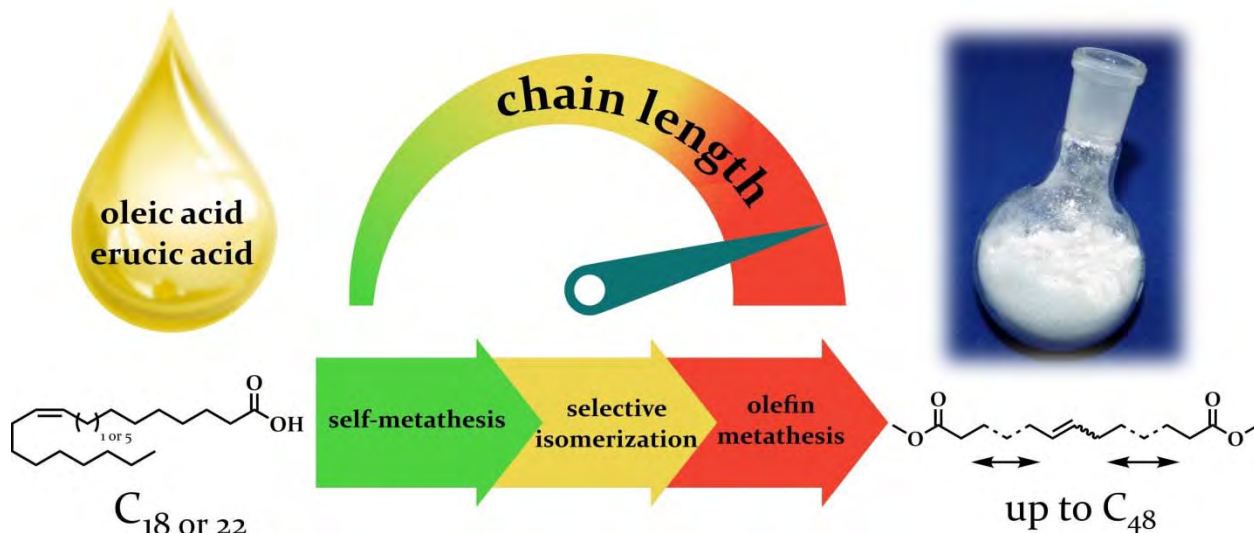 chain length
oleic acid
erucic acid
O
OH
1 or 5
C18 or 22
self-metathesis
selective
isomerization
olefin
metathesis
O
O
O
O
up to C48